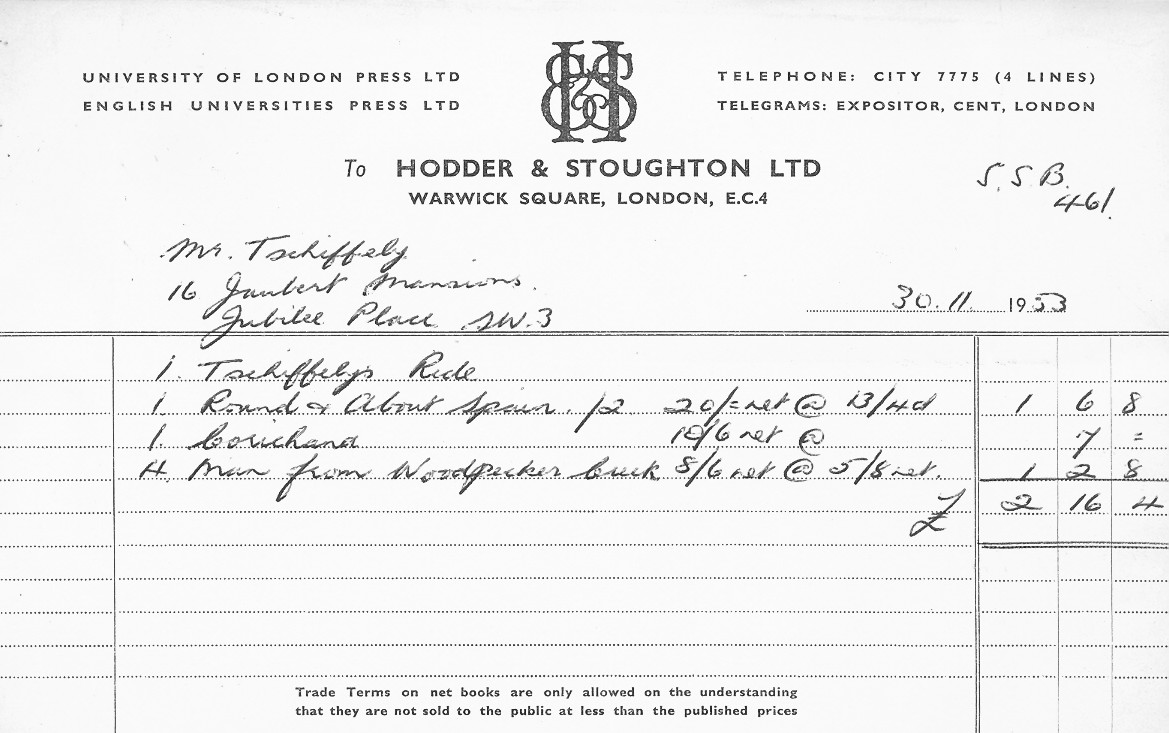 UNIVERSITY OF LONDON PRESS LTD
ENGLISH UNIVERSITIES PRESS LTD
H&S
TELEPHONE: CITY 7775 (4 LINES)
TELEGRAMS: EXPOSITOR, CENT, LONDON
To HODDER & STOUGHTON LTD
WARWICK SQUARE, LONDON, E.C.4
S.S.B.
461.
Mr. Tschiffely
16 Jaubert Mansions.
Jubilee Place SW.3
30.11. 1953
1. Tschiffelys Ride
1. Round & About Spain. /2 20/= net @ 13/4d 1 6 8
1. Corichand 10/6 net @ 7 =
4. Man from Woodpecker Creek 8/6 net @ 5/8 net. 1 2 8
£ 2 16 4
Trade Terms on net books are only allowed on the understanding
that they are not sold to the public at less than the published prices